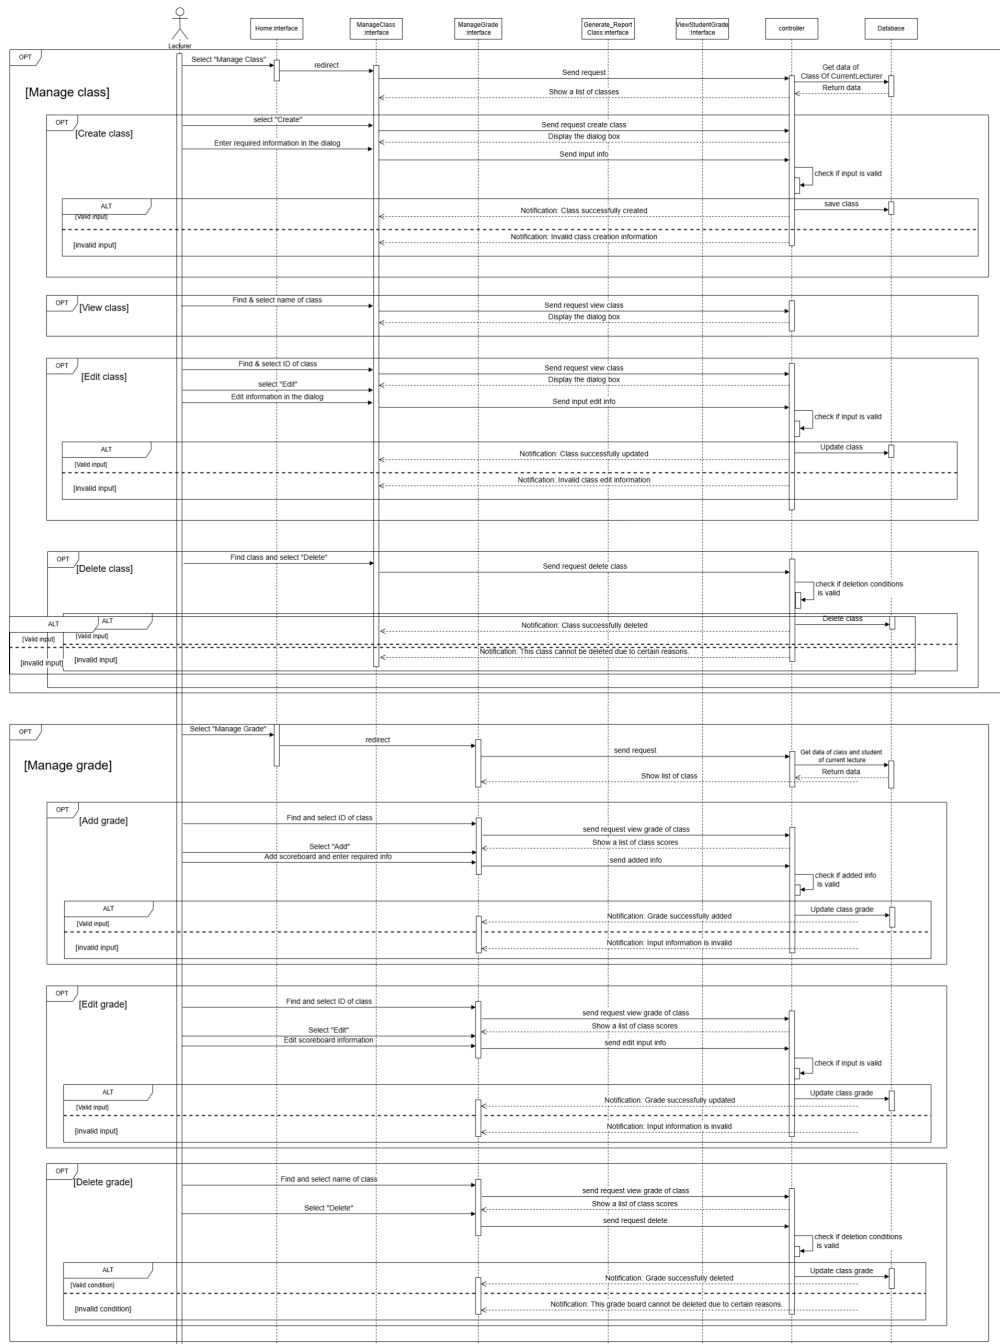 Lecturer
Home:interface
ManageClass
:interface
ManageGrade
:interface
Generate_Report
Class:interface
ViewStudentGrade
:Interface
controller
Database
OPT
[Manage class]
Select "Manage Class"
redirect
Send request
Get data of
Class Of CurrentLecturer
Return data
Show a list of classes
OPT
[Create class]
select "Create"
Send request create class
Display the dialog box
Enter required information in the dialog
Send input info
check if input is valid
ALT
[Valid input]
save class
Notification: Class successfully created
Notification: Invalid class creation information
[invalid input]
OPT
[View class]
Find & select name of class
Send request view class
Display the dialog box
OPT
[Edit class]
Find & select ID of class
Send request view class
Display the dialog box
select "Edit"
Edit information in the dialog
Send input edit info
check if input is valid
ALT
[Valid input]
Update class
Notification: Class successfully updated
Notification: Invalid class edit information
[invalid input]
OPT
[Delete class]
Find class and select "Delete"
Send request delete class
check if deletion conditions
is valid
ALT
ALT
[Valid input]
[Valid input]
Delete class
Notification: Class successfully deleted
Notification: This class cannot be deleted due to certain reasons.
[invalid input]
[invalid input]
OPT
[Manage grade]
Select "Manage Grade"
redirect
send request
Get data of class and student
of current lecture
Return data
Show list of class
OPT
[Add grade]
Find and select ID of class
send request view grade of class
Show a list of class scores
Select "Add"
Add scoreboard and enter required info
send added info
check if added info
is valid
ALT
[Valid input]
Update class grade
Notification: Grade successfully added
Notification: Input information is invalid
[invalid input]
OPT
[Edit grade]
Find and select ID of class
send request view grade of class
Show a list of class scores
Select "Edit"
Edit scoreboard information
send edit input info
check if input is valid
ALT
[Valid input]
Update class grade
Notification: Grade successfully updated
Notification: Input information is invalid
[invalid input]
OPT
[Delete grade]
Find and select name of class
send request view grade of class
Show a list of class scores
Select "Delete"
send request delete
check if deletion conditions
is valid
ALT
[Valid condition]
Update class grade
Notification: Grade successfully deleted
Notification: This grade board cannot be deleted due to certain reasons.
[invalid condition]